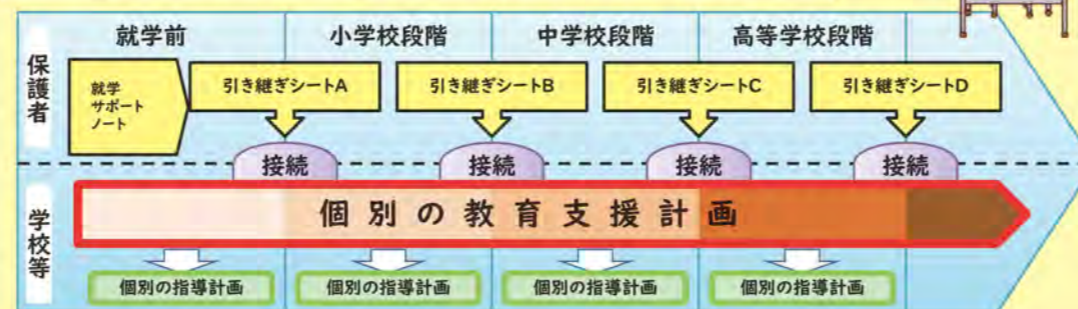 就学前
小学校段階
中学校段階
高等学校段階
保護者
就学
サポート
ノート
引き継ぎシートA
引き継ぎシートB
引き継ぎシートC
引き継ぎシートD
接続
接続
接続
接続
学校等
個別の教育支援計画
個別の指導計画
個別の指導計画
個別の指導計画
個別の指導計画